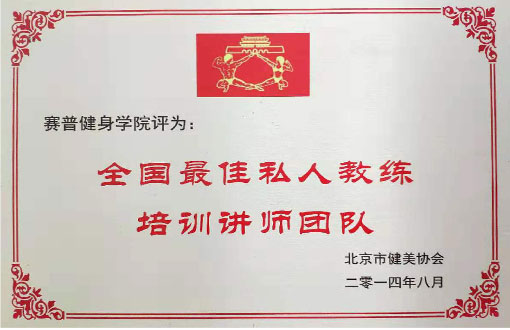 赛普健身学院评为：
全国最佳私人教练
培训讲师团队
北京市健美协会
二零一四年八月